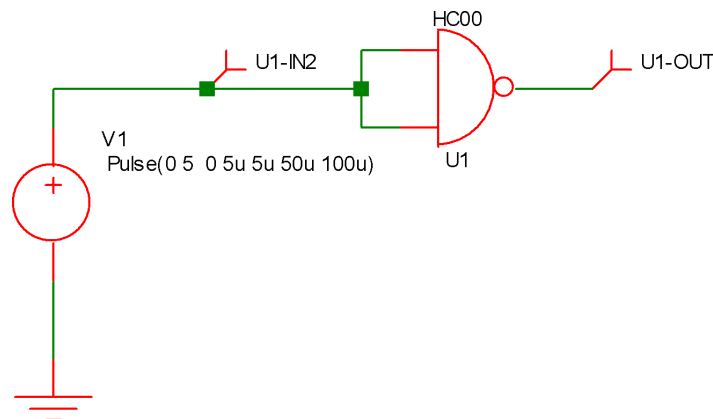 HC00
U1-IN2
U1-OUT
V1
Pulse(0 5 0 5u 5u 50u 100u)
U1